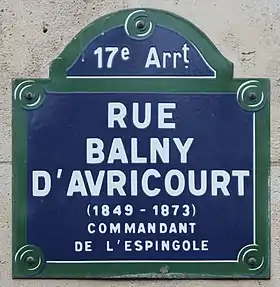 17e Arrt
RUE
BALNY
D'AVRICOURT
(1849 - 1873)
COMMANDANT
DE L'ESPINGOLE